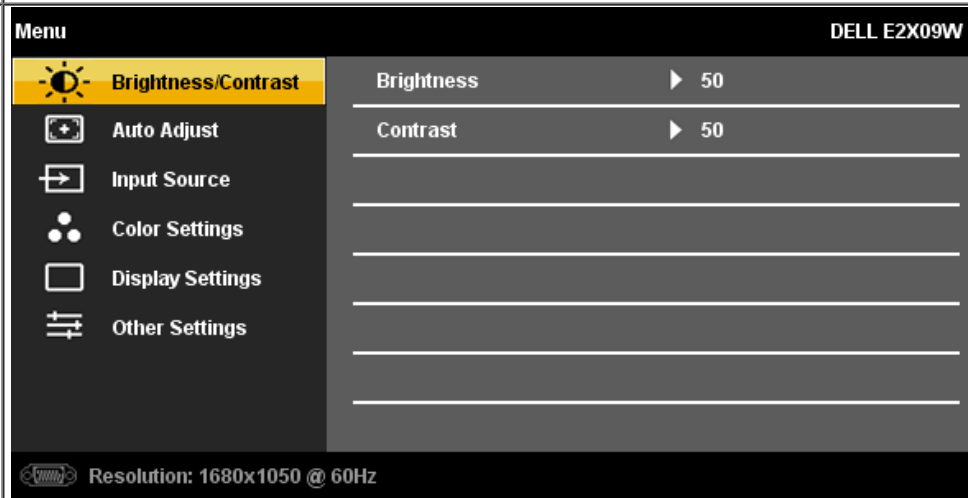 Menu DELL E2X09W
Brightness/Contrast Brightness 50
Auto Adjust Contrast 50
Input Source
Color Settings
Display Settings
Other Settings
Resolution: 1680x1050 @ 60Hz